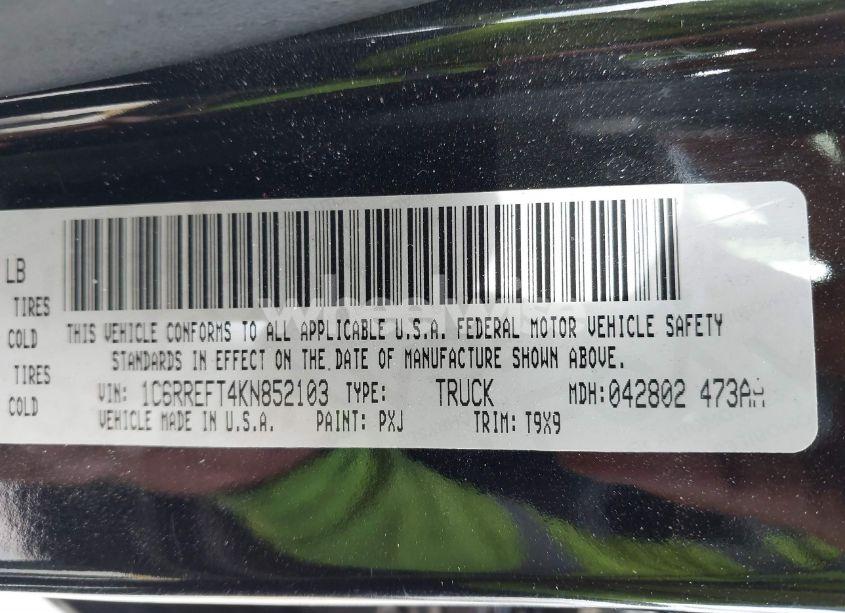 LB
TIRES
COLD
THIS VEHICLE CONFORMS TO ALL APPLICABLE U.S.A. FEDERAL MOTOR VEHICLE SAFETY
STANDARDS IN EFFECT ON THE DATE OF MANUFACTURE SHOWN ABOVE.
TIRES
COLD
VIN: 1C6RREFT4KN852103 TYPE: TRUCK MDH:042802 473
VEHICLE MADE IN U.S.A. PAINT: PXJ TRIM: T9X9